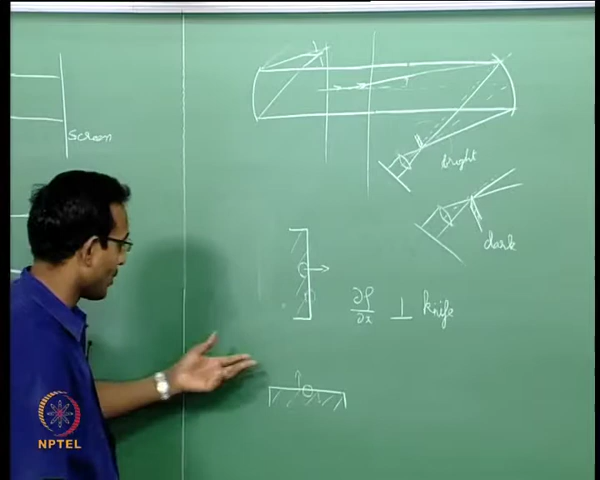 Screen
bright
dark
∂ρ/∂x ⊥ knife
NPTEL